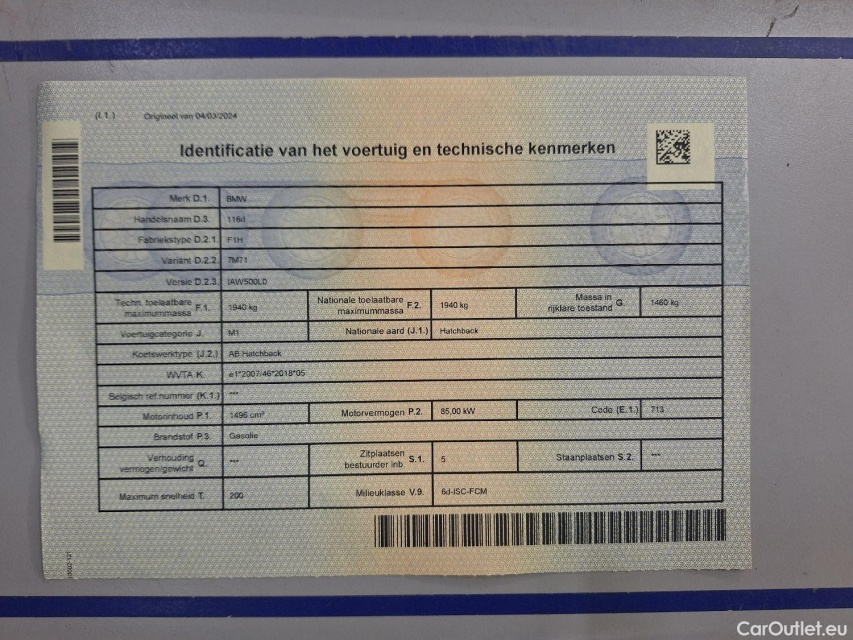 (I.1.) Origineel van 04/03/2024
Identificatie van het voertuig en technische kenmerken
Merk D.1. BMW
Handelsnaam D.3. 116d
Fabriekstype D.2.1. F1H
Variant D.2.2. 7M71
Versie D.2.3. IAW500L0
Techn. toelaatbare maximummassa F.1. 1940 kg Nationale toelaatbare maximummassa F.2. 1940 kg Massa in rijklare toestand G. 1460 kg
Voertuigcategorie J. M1 Nationale aard (J.1.) Hatchback
Koetswerktype (J.2.) AB Hatchback
WVTA K. e1*2007/46*2018*05
Belgisch ref.nummer (K.1.) ---
Motorinhoud P.1. 1496 cm³ Motorvermogen P.2. 85,00 kW Code (E.1.) 713
Brandstof P.3. Gasolie
Verhouding vermogen/gewicht Q. --- Zitplaatsen bestuurder inb. S.1. 5 Staanplaatsen S.2. ---
Maximum snelheid T. 200 Milieuklasse V.9. 6d-ISC-FCM
CarOutlet.eu